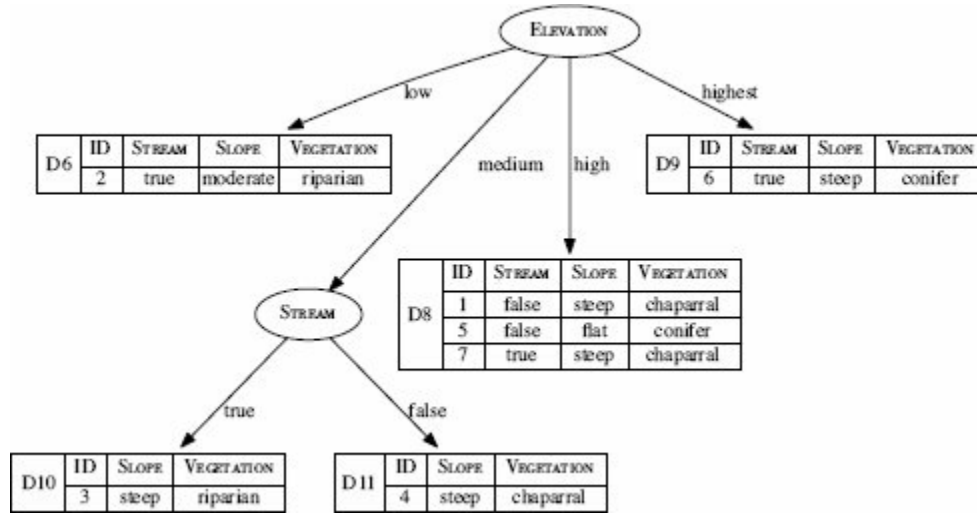 ELEVATION
low
medium
high
highest
D6 ID STREAM SLOPE VEGETATION
2 true moderate riparian
D9 ID STREAM SLOPE VEGETATION
6 true steep conifer
D8 ID STREAM SLOPE VEGETATION
1 false steep chaparral
5 false flat conifer
7 true steep chaparral
STREAM
true
false
D10 ID SLOPE VEGETATION
3 steep riparian
D11 ID SLOPE VEGETATION
4 steep chaparral